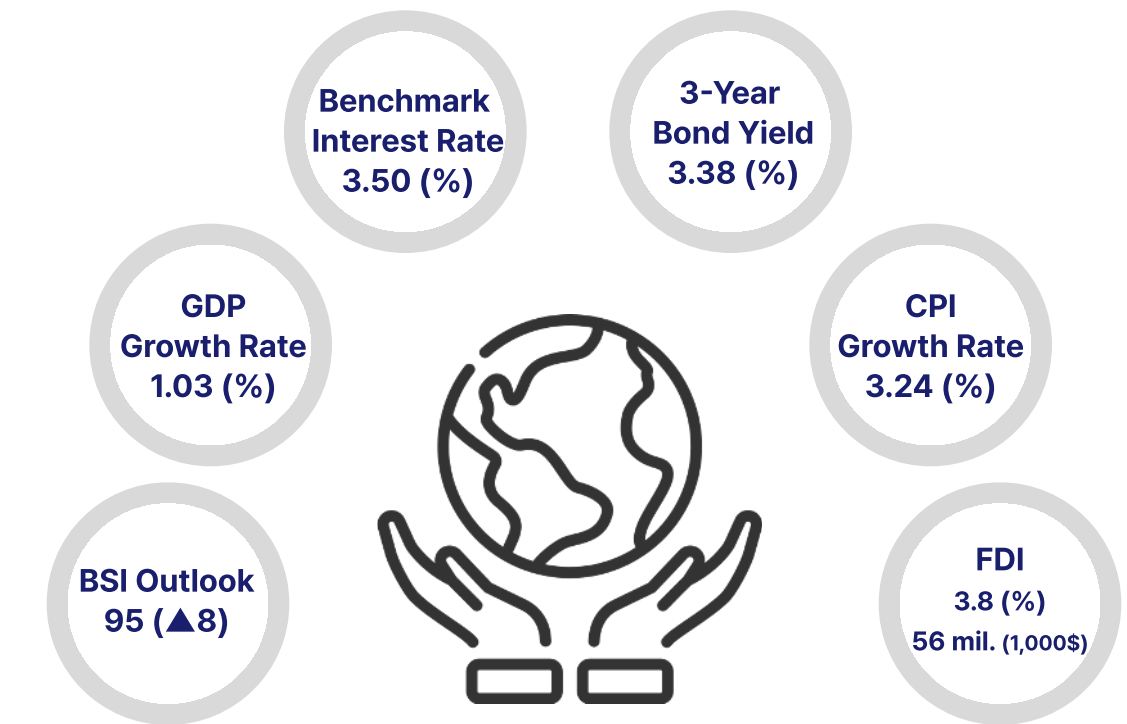 Benchmark
Interest Rate
3.50 (%)
3-Year
Bond Yield
3.38 (%)
GDP
Growth Rate
1.03 (%)
CPI
Growth Rate
3.24 (%)
BSI Outlook
95 (▲8)
FDI
3.8 (%)
56 mil. (1,000$)